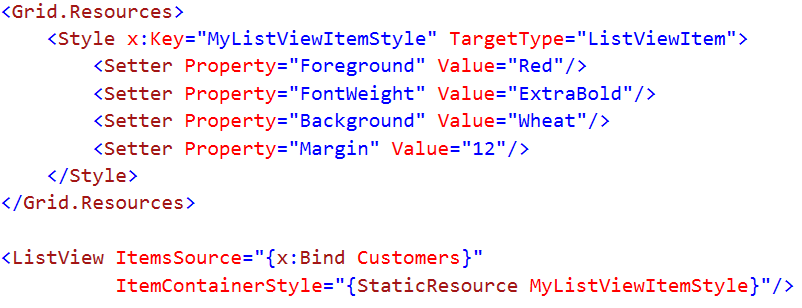 <Grid.Resources>
    <Style x:Key="MyListViewItemStyle" TargetType="ListViewItem">
        <Setter Property="Foreground" Value="Red"/>
        <Setter Property="FontWeight" Value="ExtraBold"/>
        <Setter Property="Background" Value="Wheat"/>
        <Setter Property="Margin" Value="12"/>
    </Style>
</Grid.Resources>

<ListView ItemsSource="{x:Bind Customers}"
          ItemContainerStyle="{StaticResource MyListViewItemStyle}"/>